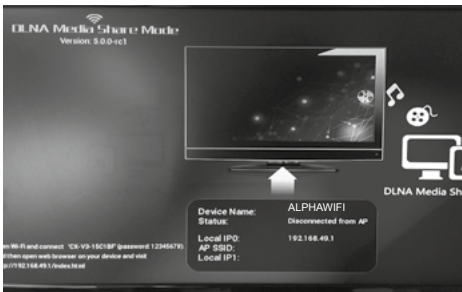 DLNA Media Share Mode
Version: 5.0.0-rc1
DLNA Media Sh
Device Name: ALPHAWIFI
Status: Disconnected from AP
Local IP0: 192.168.49.1
AP SSID:
Local IP1:
en Wi-Fi and connect "CX-V3-15C1BF"(password:12345678)
d then open web browser on your device and visit
p://192.168.49.1/index.html